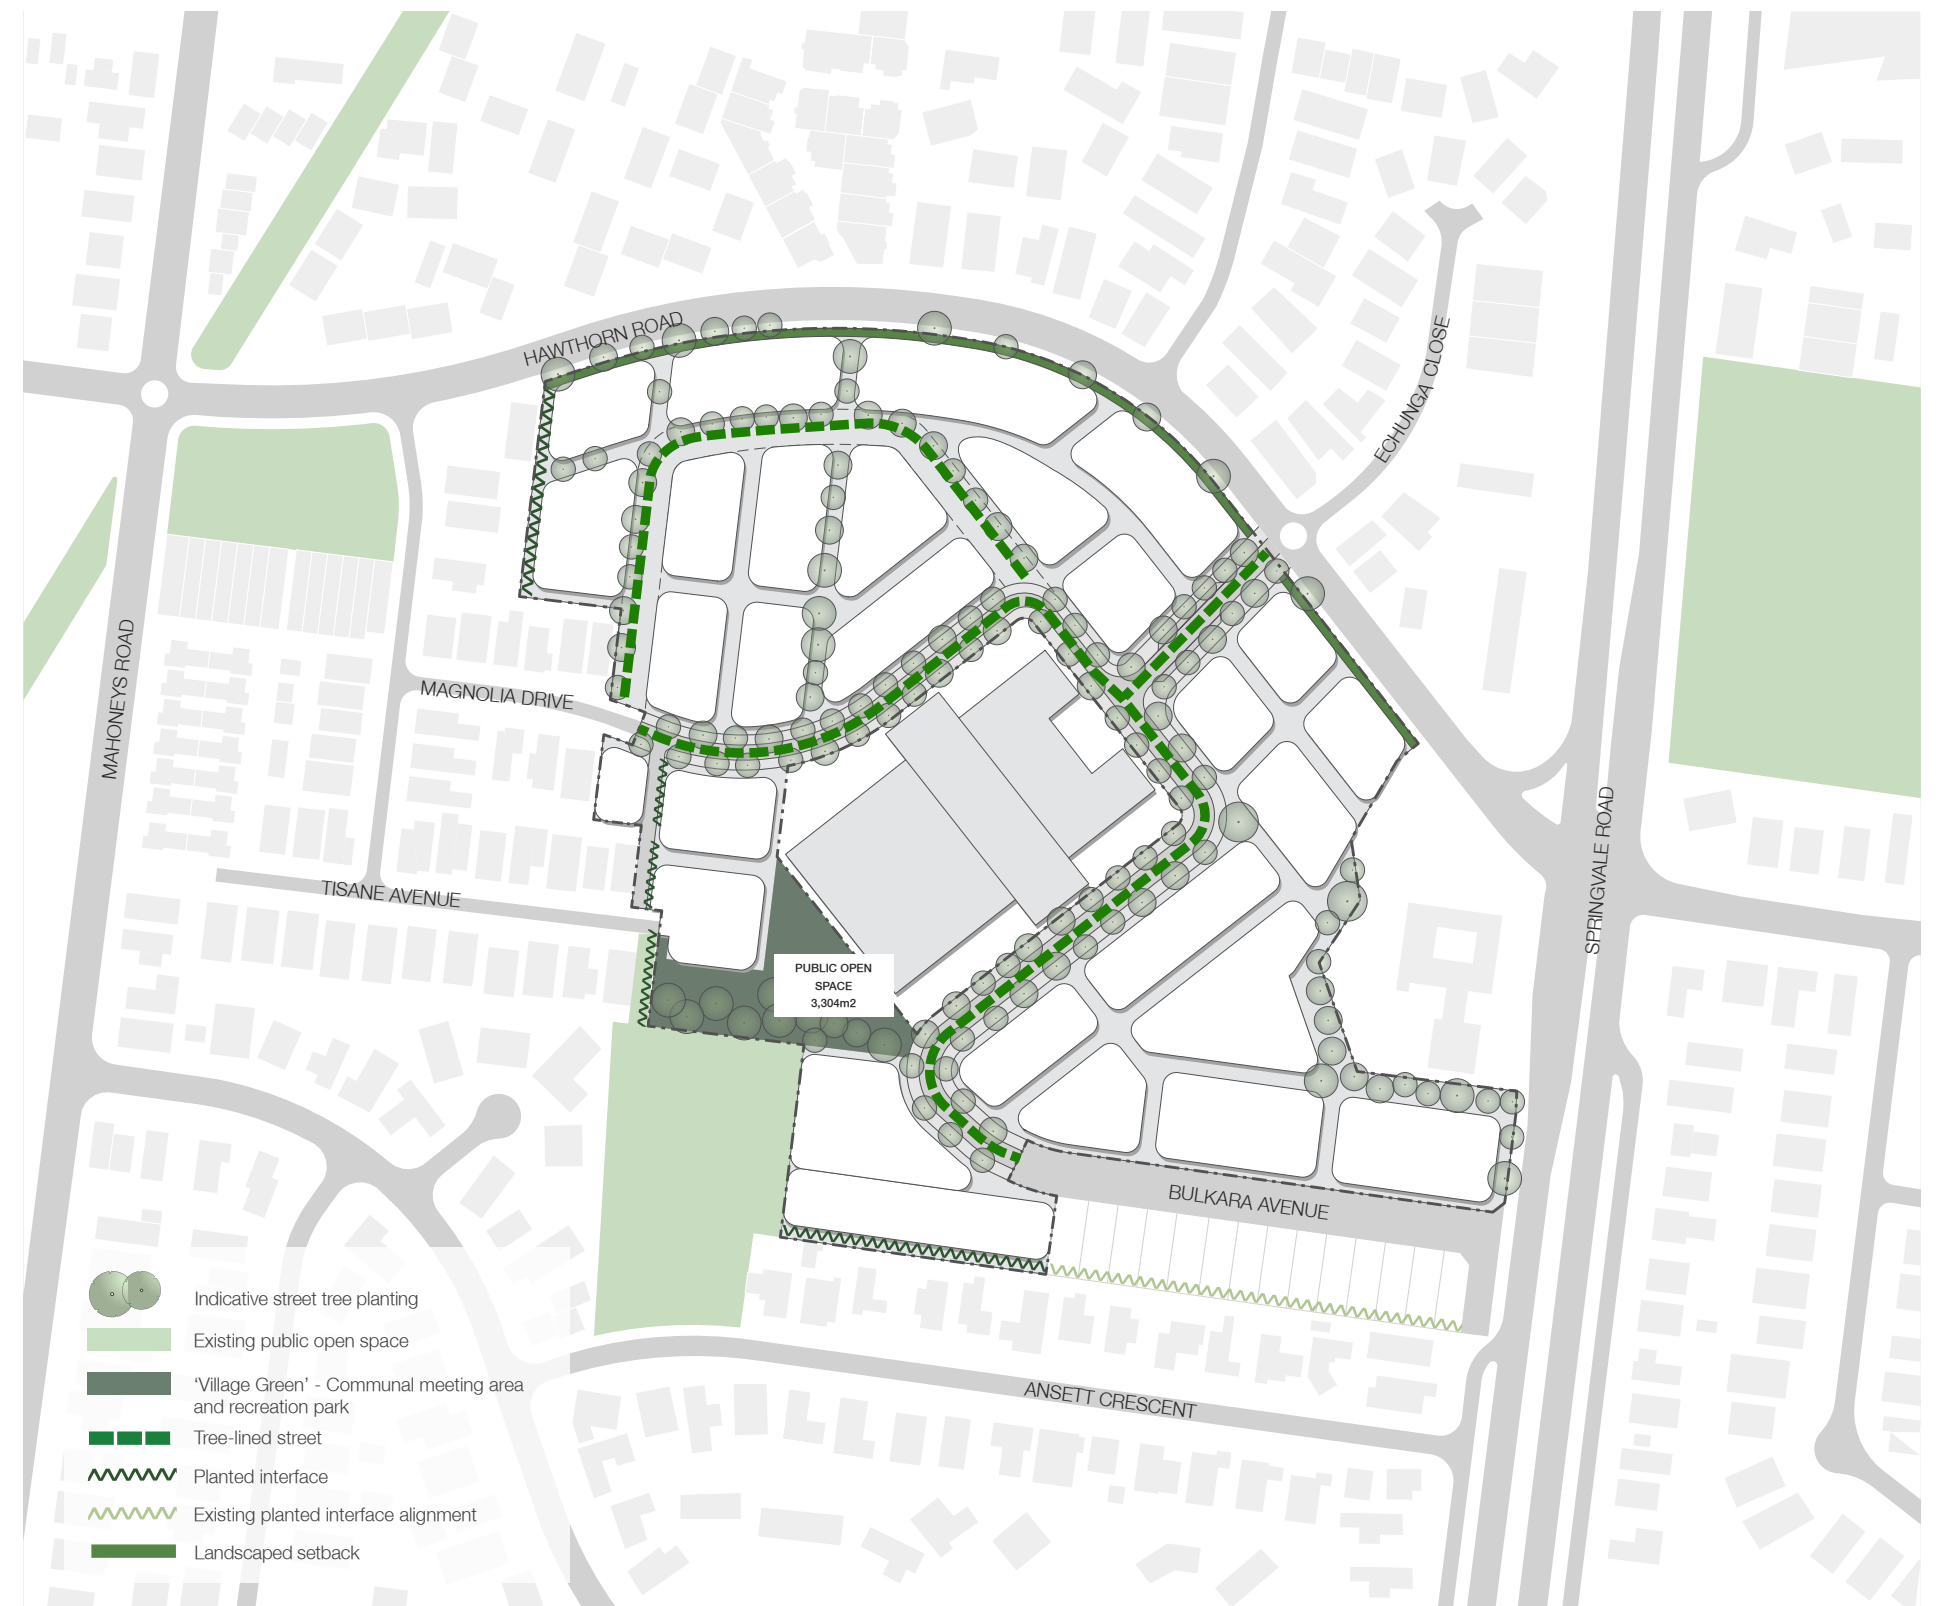 HAWTHORN ROAD
ECHUNGA CLOSE
MAGNOLIA DRIVE
MAHONEYS ROAD
TISANE AVENUE
SPRINGVALE ROAD
PUBLIC OPEN
SPACE
3,304m2
BULKARA AVENUE
ANSETT CRESCENT
Indicative street tree planting
Existing public open space
‘Village Green’ - Communal meeting area
and recreation park
Tree-lined street
Planted interface
Existing planted interface alignment
Landscaped setback